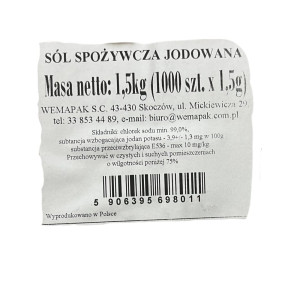 SÓL SPOŻYWCZA JODOWANA
Masa netto: 1,5kg (1000 szt. x 1,5g)
WEMAPAK S.C. 43-430 Skoczów, ul. Mickiewicza 29
tel: 33 853 44 89, e-mail: biuro@wemapak.com.pl
Składniki: chlorek sodu min. 99,0%,
substancja wzbogacająca jodan potasu - 3,9+/- 1,3 mg w 100g
substancja przeciwzbrylająca E536 - max 10 mg/kg
Przechowywać w czystych i suchych pomieszczeniach
o wilgotności poniżej 75%
5 906395 698011
Wyprodukowano w Polsce